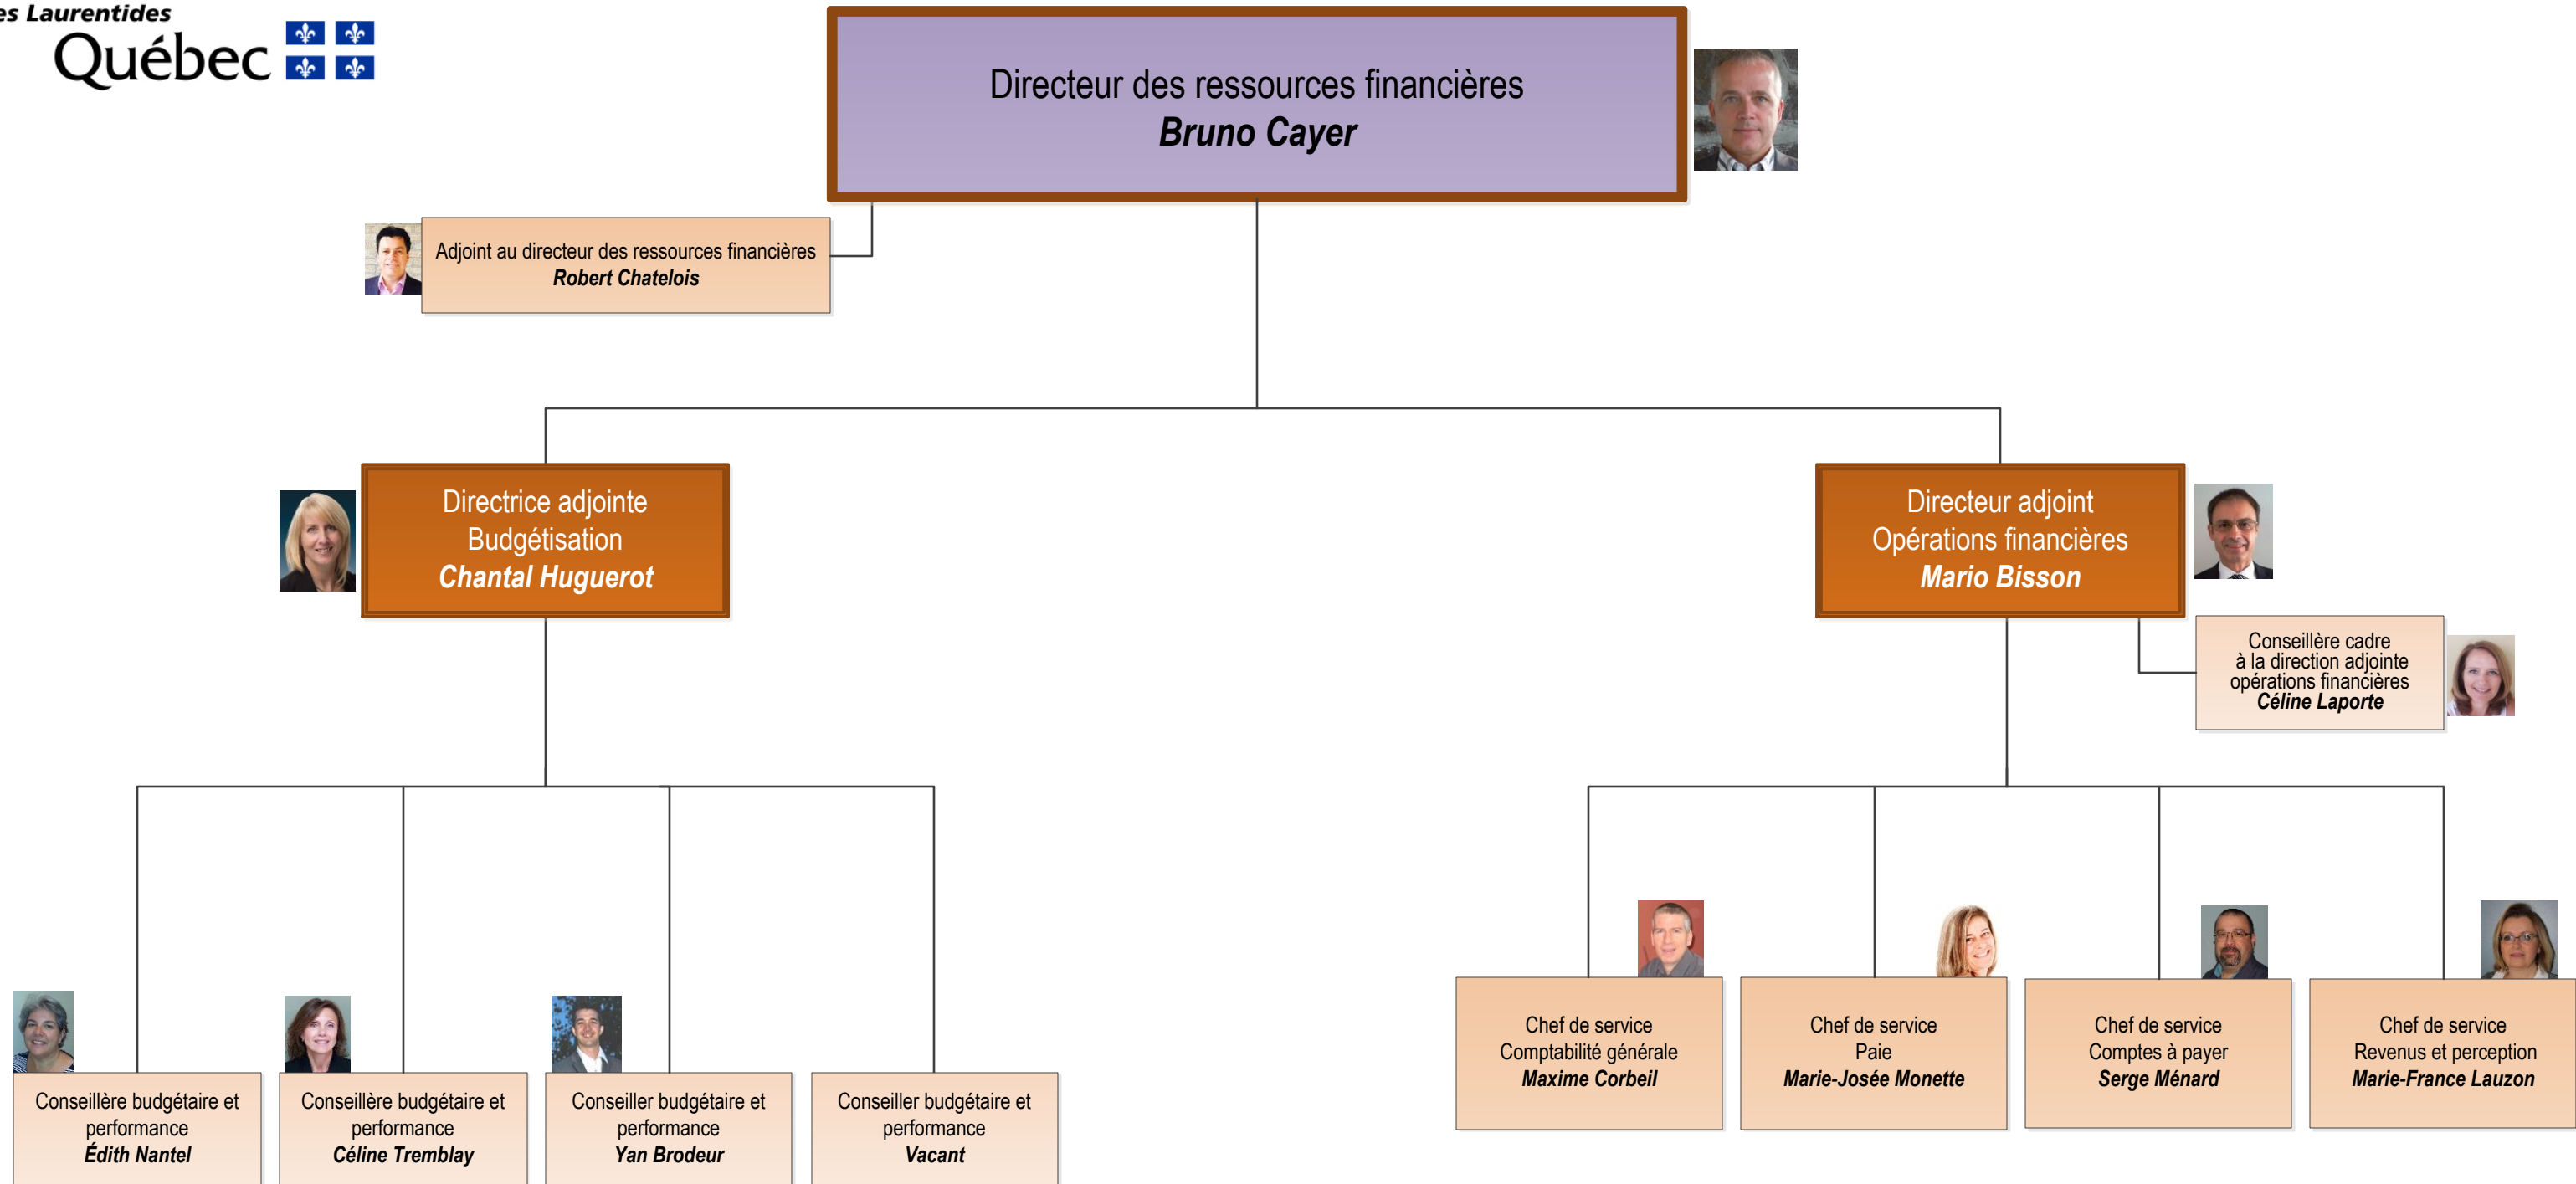 es Laurentides
Québec
Directeur des ressources financières
Bruno Cayer
Adjoint au directeur des ressources financières
Robert Chatelois
Directrice adjointe
Budgétisation
Chantal Huguerot
Directeur adjoint
Opérations financières
Mario Bisson
Conseillère cadre
à la direction adjointe
opérations financières
Céline Laporte
Conseillère budgétaire et
performance
Édith Nantel
Conseillère budgétaire et
performance
Céline Tremblay
Conseiller budgétaire et
performance
Yan Brodeur
Conseiller budgétaire et
performance
Vacant
Chef de service
Comptabilité générale
Maxime Corbeil
Chef de service
Paie
Marie-Josée Monette
Chef de service
Comptes à payer
Serge Ménard
Chef de service
Revenus et perception
Marie-France Lauzon